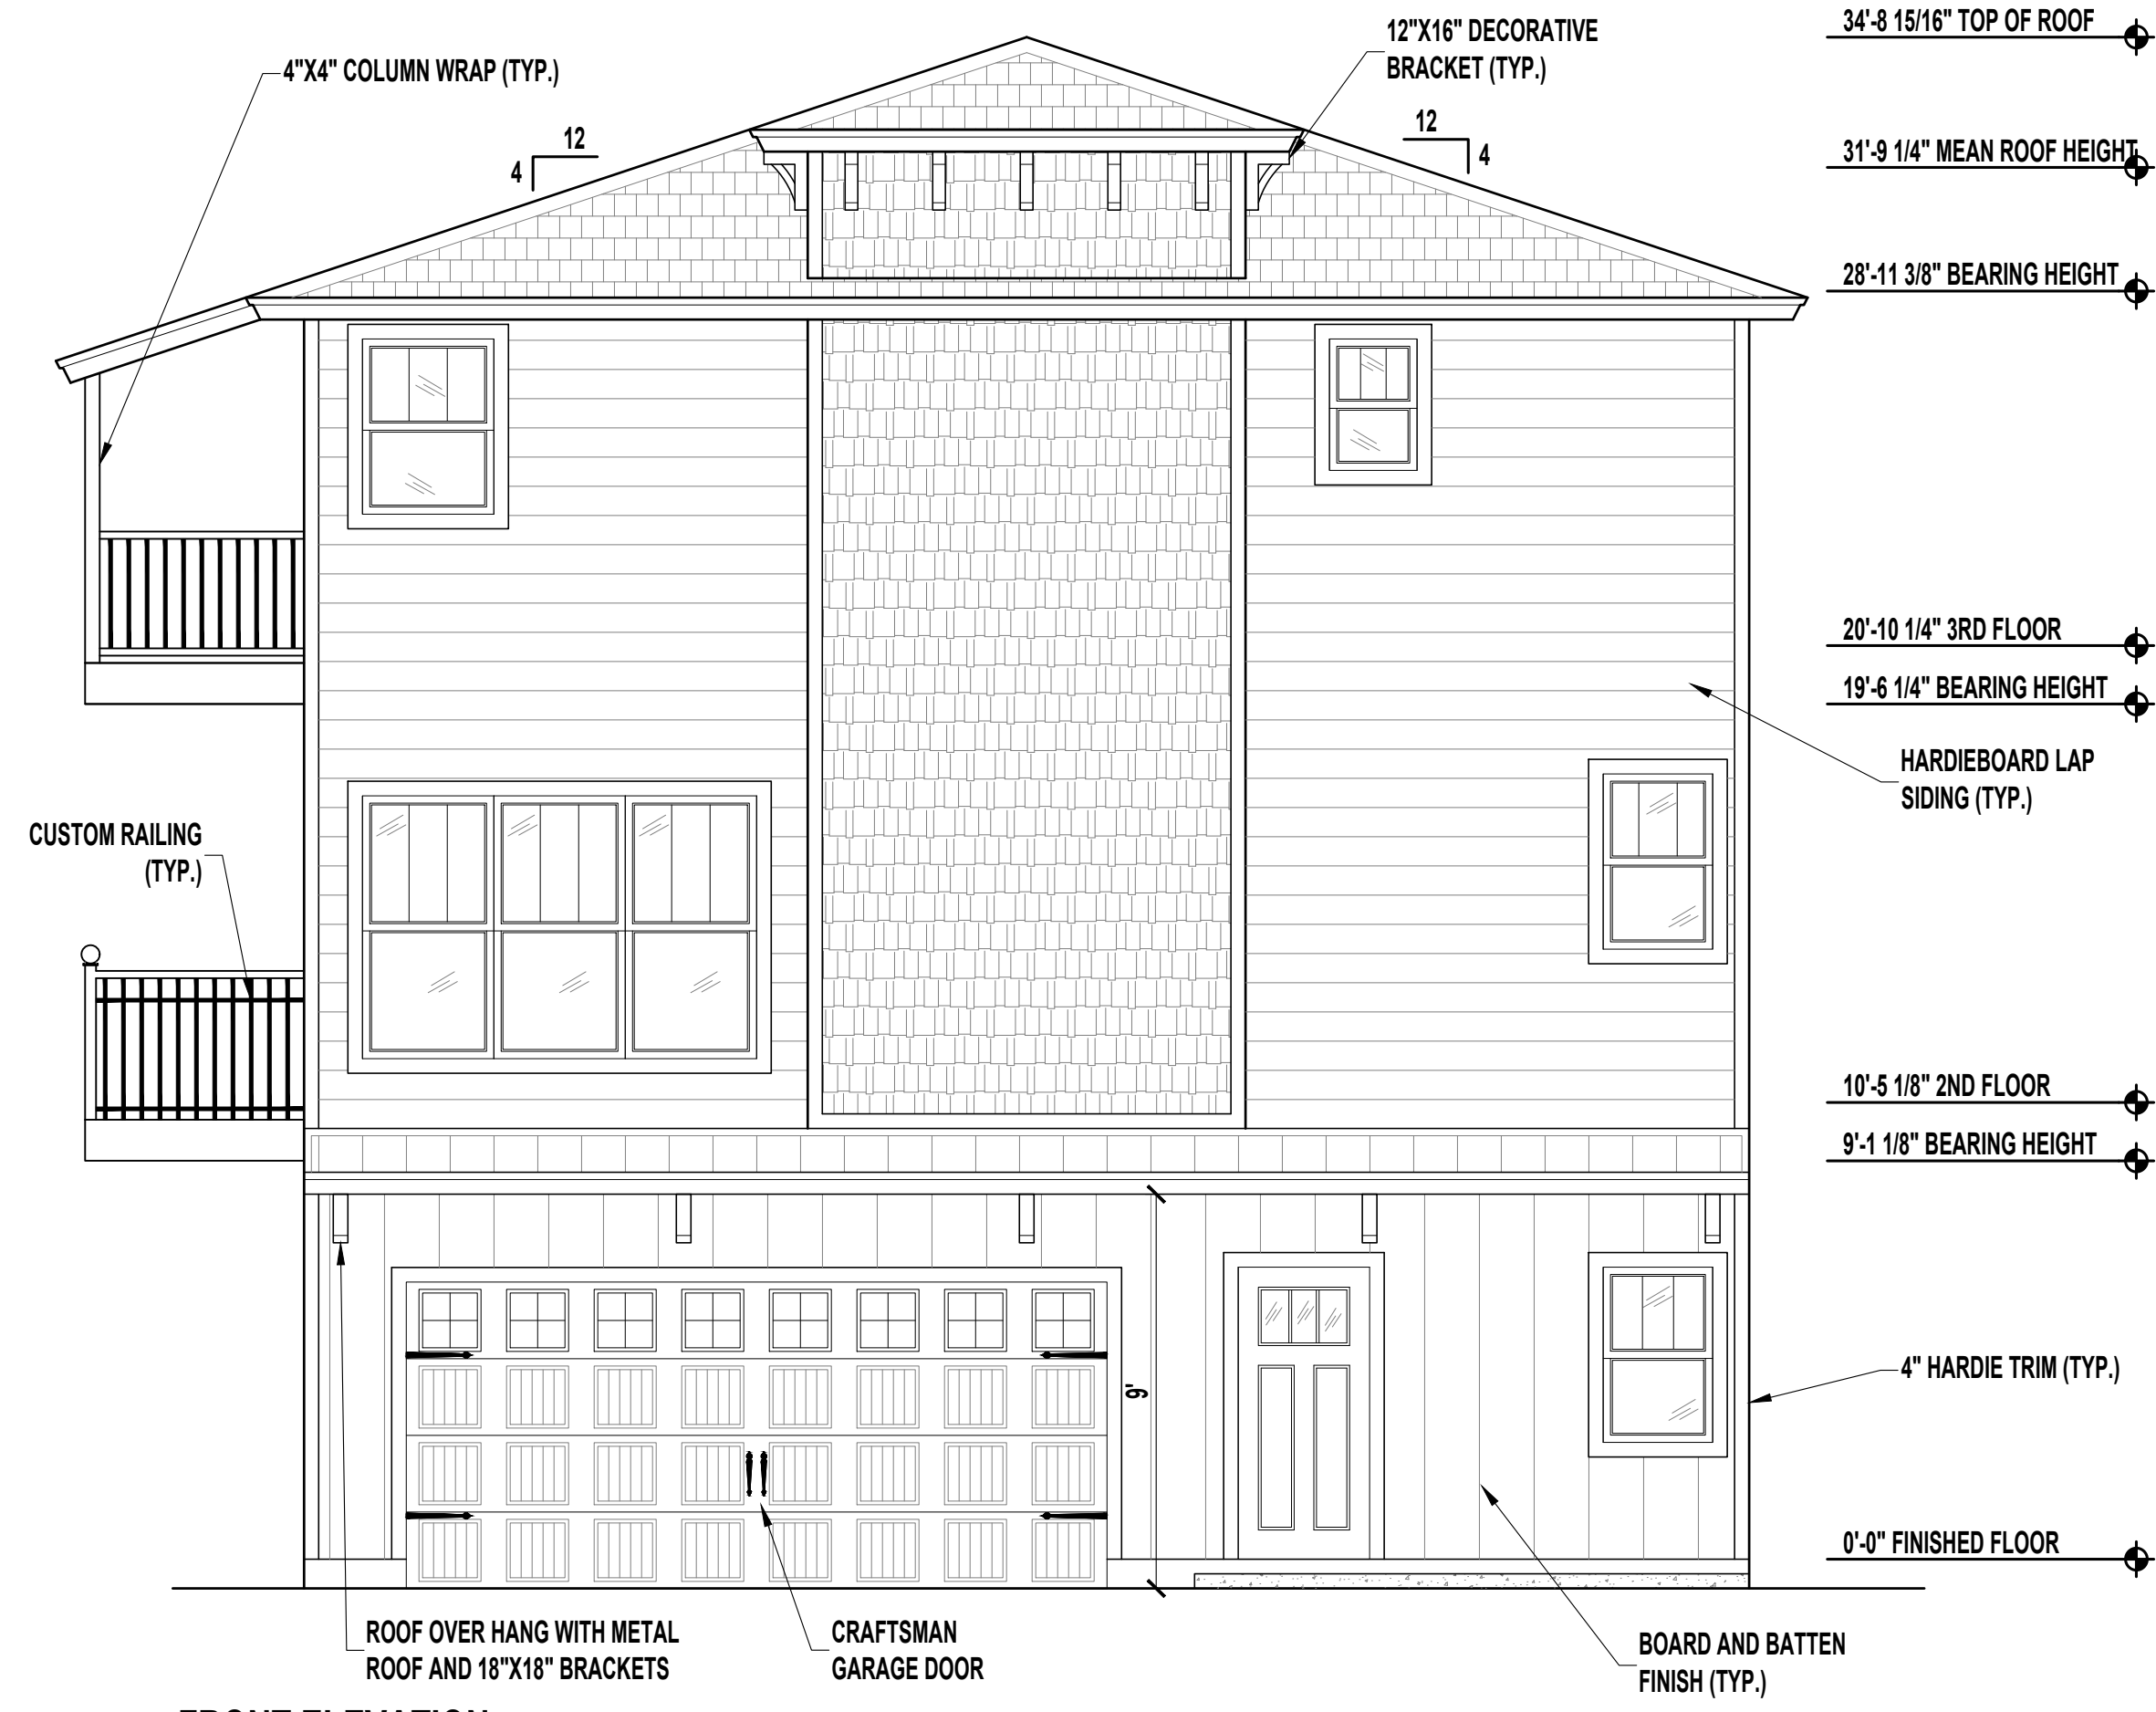 34'-8 15/16" TOP OF ROOF
12"X16" DECORATIVE
BRACKET (TYP.)
4"X4" COLUMN WRAP (TYP.)
12
4
12
4
31'-9 1/4" MEAN ROOF HEIGHT
28'-11 3/8" BEARING HEIGHT
20'-10 1/4" 3RD FLOOR
19'-6 1/4" BEARING HEIGHT
HARDIEBOARD LAP
SIDING (TYP.)
CUSTOM RAILING
(TYP.)
10'-5 1/8" 2ND FLOOR
9'-1 1/8" BEARING HEIGHT
9'
4" HARDIE TRIM (TYP.)
0'-0" FINISHED FLOOR
ROOF OVER HANG WITH METAL
ROOF AND 18"X18" BRACKETS
CRAFTSMAN
GARAGE DOOR
BOARD AND BATTEN
FINISH (TYP.)
FRONT ELEVATION